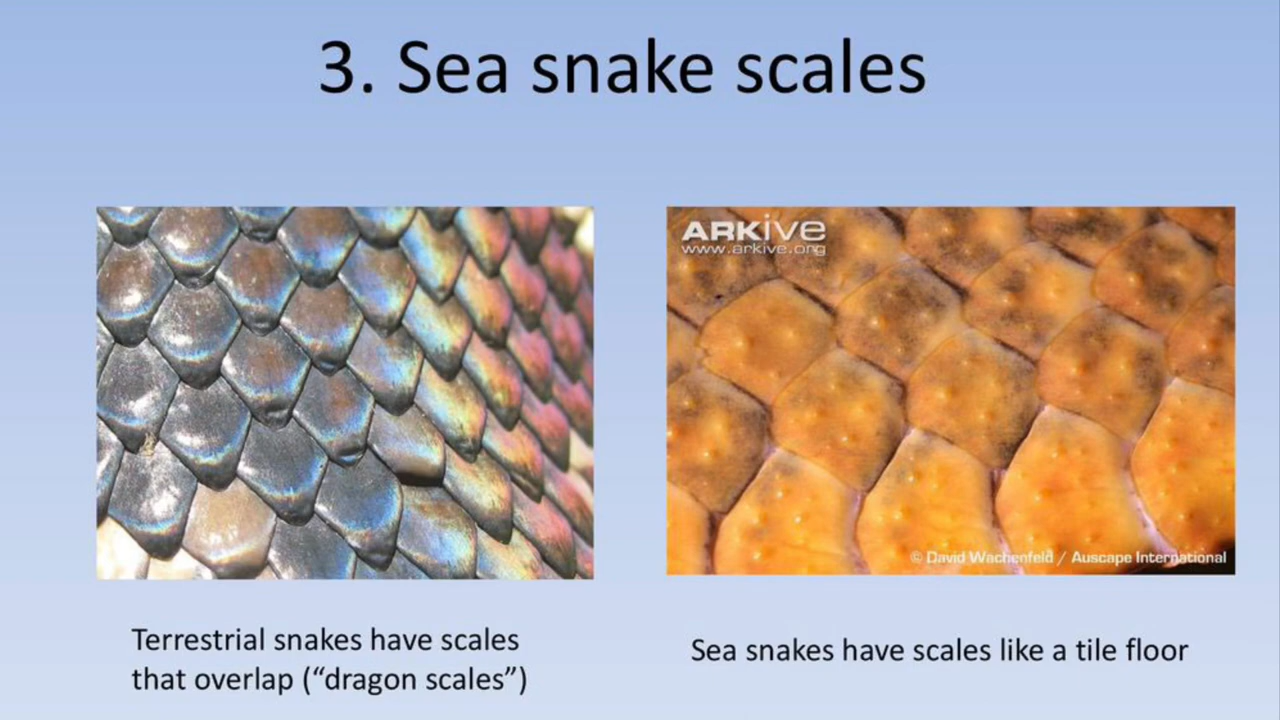 3. Sea snake scales
ARKive
www.arkive.org
© David Wachenfeld / Auscape International
Terrestrial snakes have scales
that overlap (“dragon scales”)
Sea snakes have scales like a tile floor